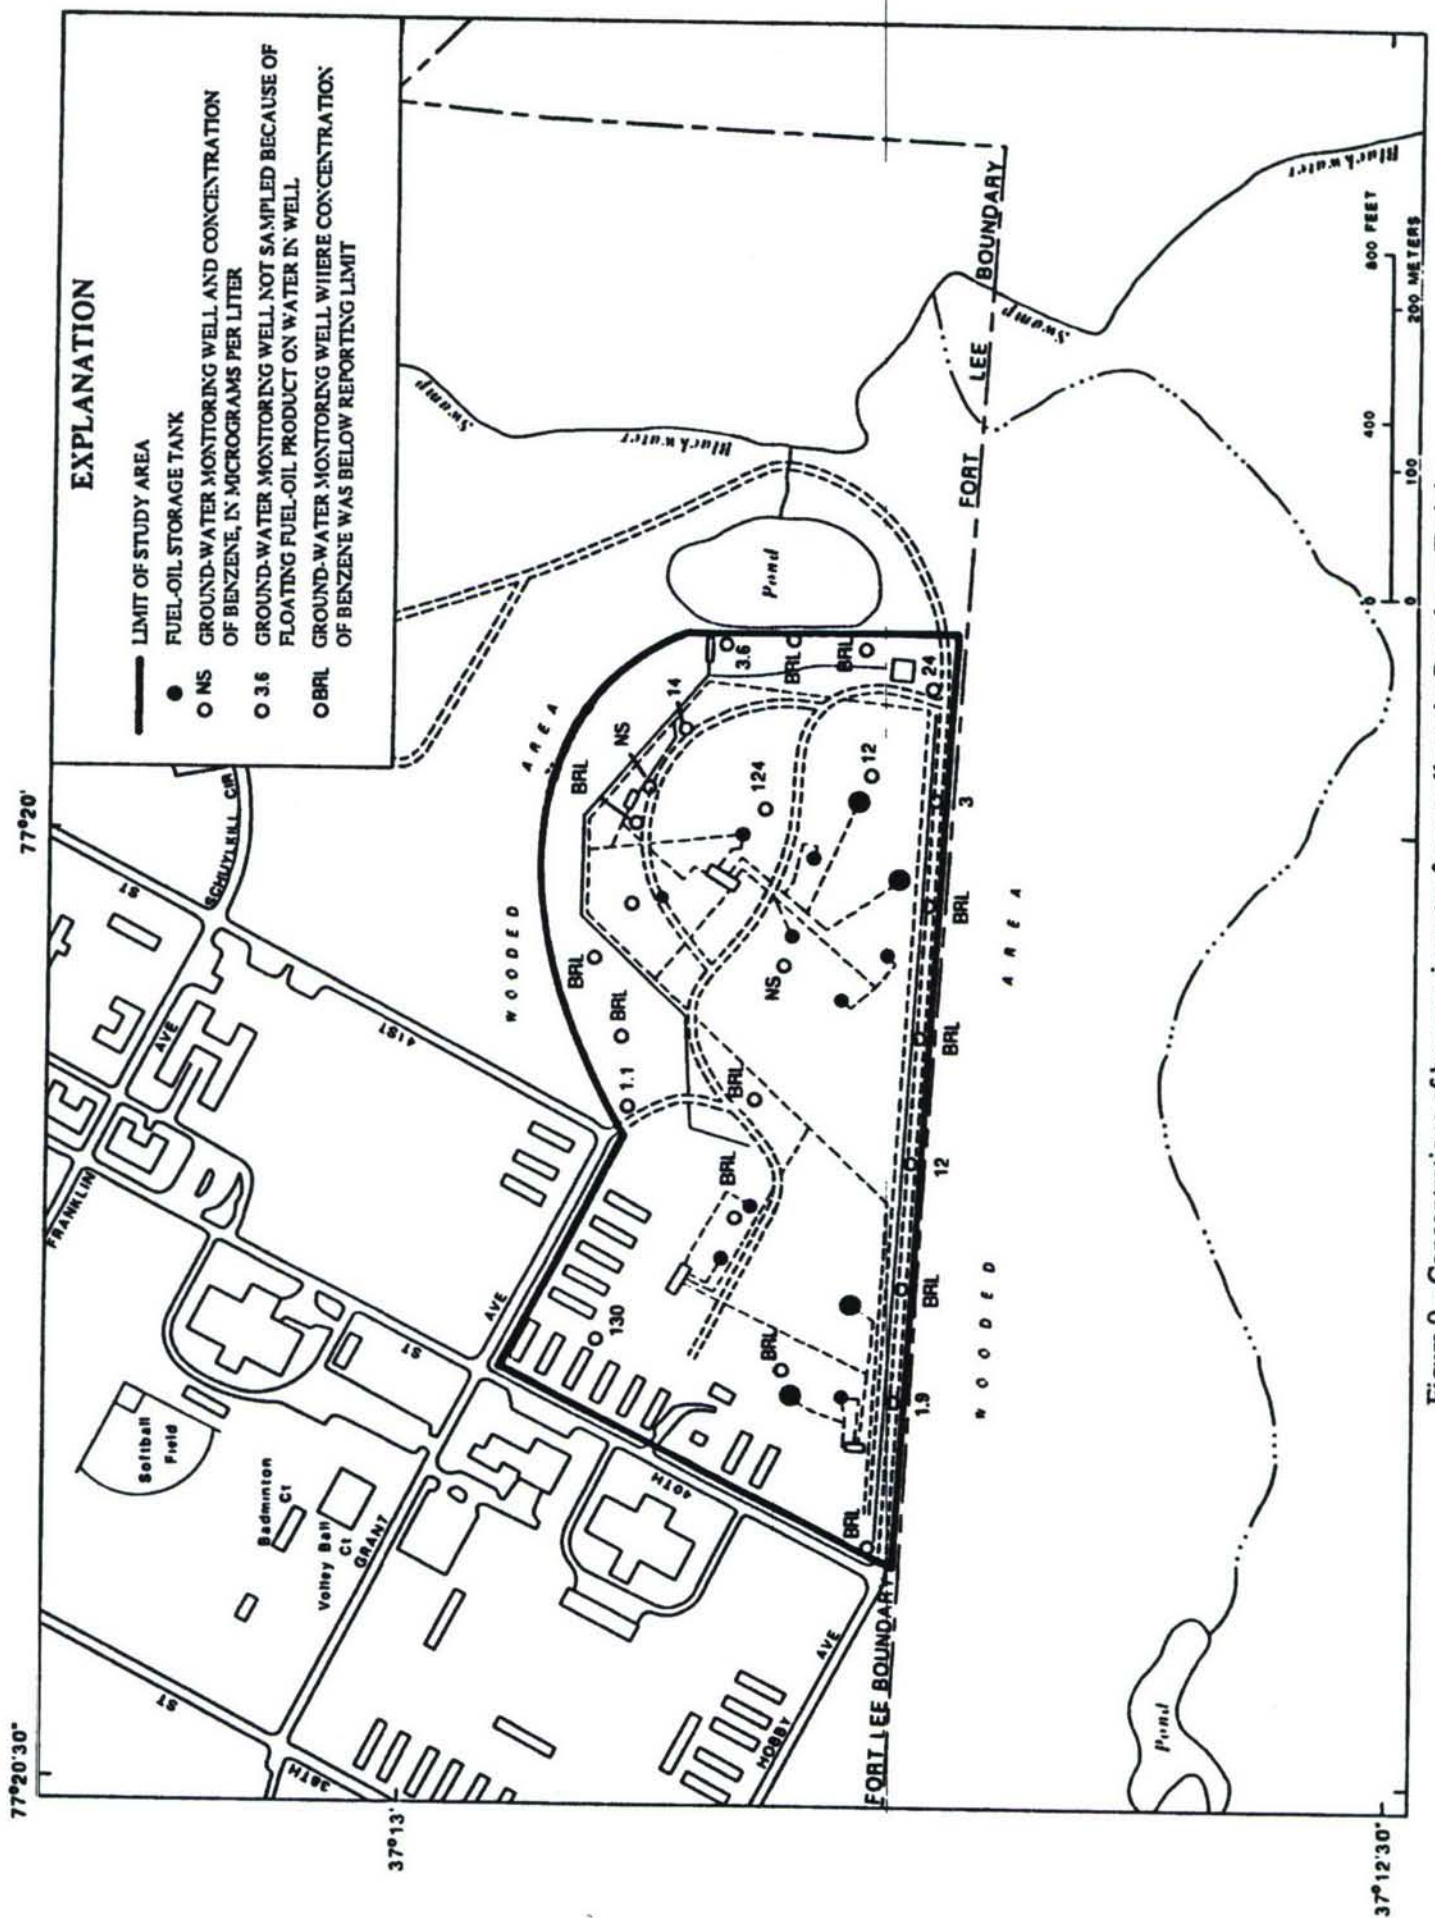 EXPLANATION
LIMIT OF STUDY AREA
FUEL-OIL STORAGE TANK
NS GROUND-WATER MONITORING WELL AND CONCENTRATION
OF BENZENE, IN MICROGRAMS PER LITER
3.6 GROUND-WATER MONITORING WELL NOT SAMPLED BECAUSE OF
FLOATING FUEL-OIL PRODUCT ON WATER IN WELL
BRL GROUND-WATER MONITORING WELL WHERE CONCENTRATION
OF BENZENE WAS BELOW REPORTING LIMIT
77°20'30"
77°20'
37°13'
37°12'30"
ST
38TH
FRANKLIN
AVE
ST
SCHUYLKILL CIR
41ST
Softball
Field
Badminton
Ct
Volley Ball
Ct
GRANT
ST
AVE
40TH
HOBBY
AVE
WOODED
AREA
130
1.1
BRL
BRL
BRL
NS
14
3.6
BRL
BRL
24
124
12
NS
BRL
BRL
BRL
BRL
1.9
BRL
12
BRL
BRL
3
WOODED
AREA
Pond
Swamp
Blackwater
FORT LEE BOUNDARY
FORT LEE BOUNDARY
Swamp
Blackwater
Pond
0 400 800 FEET
0 100 200 METERS